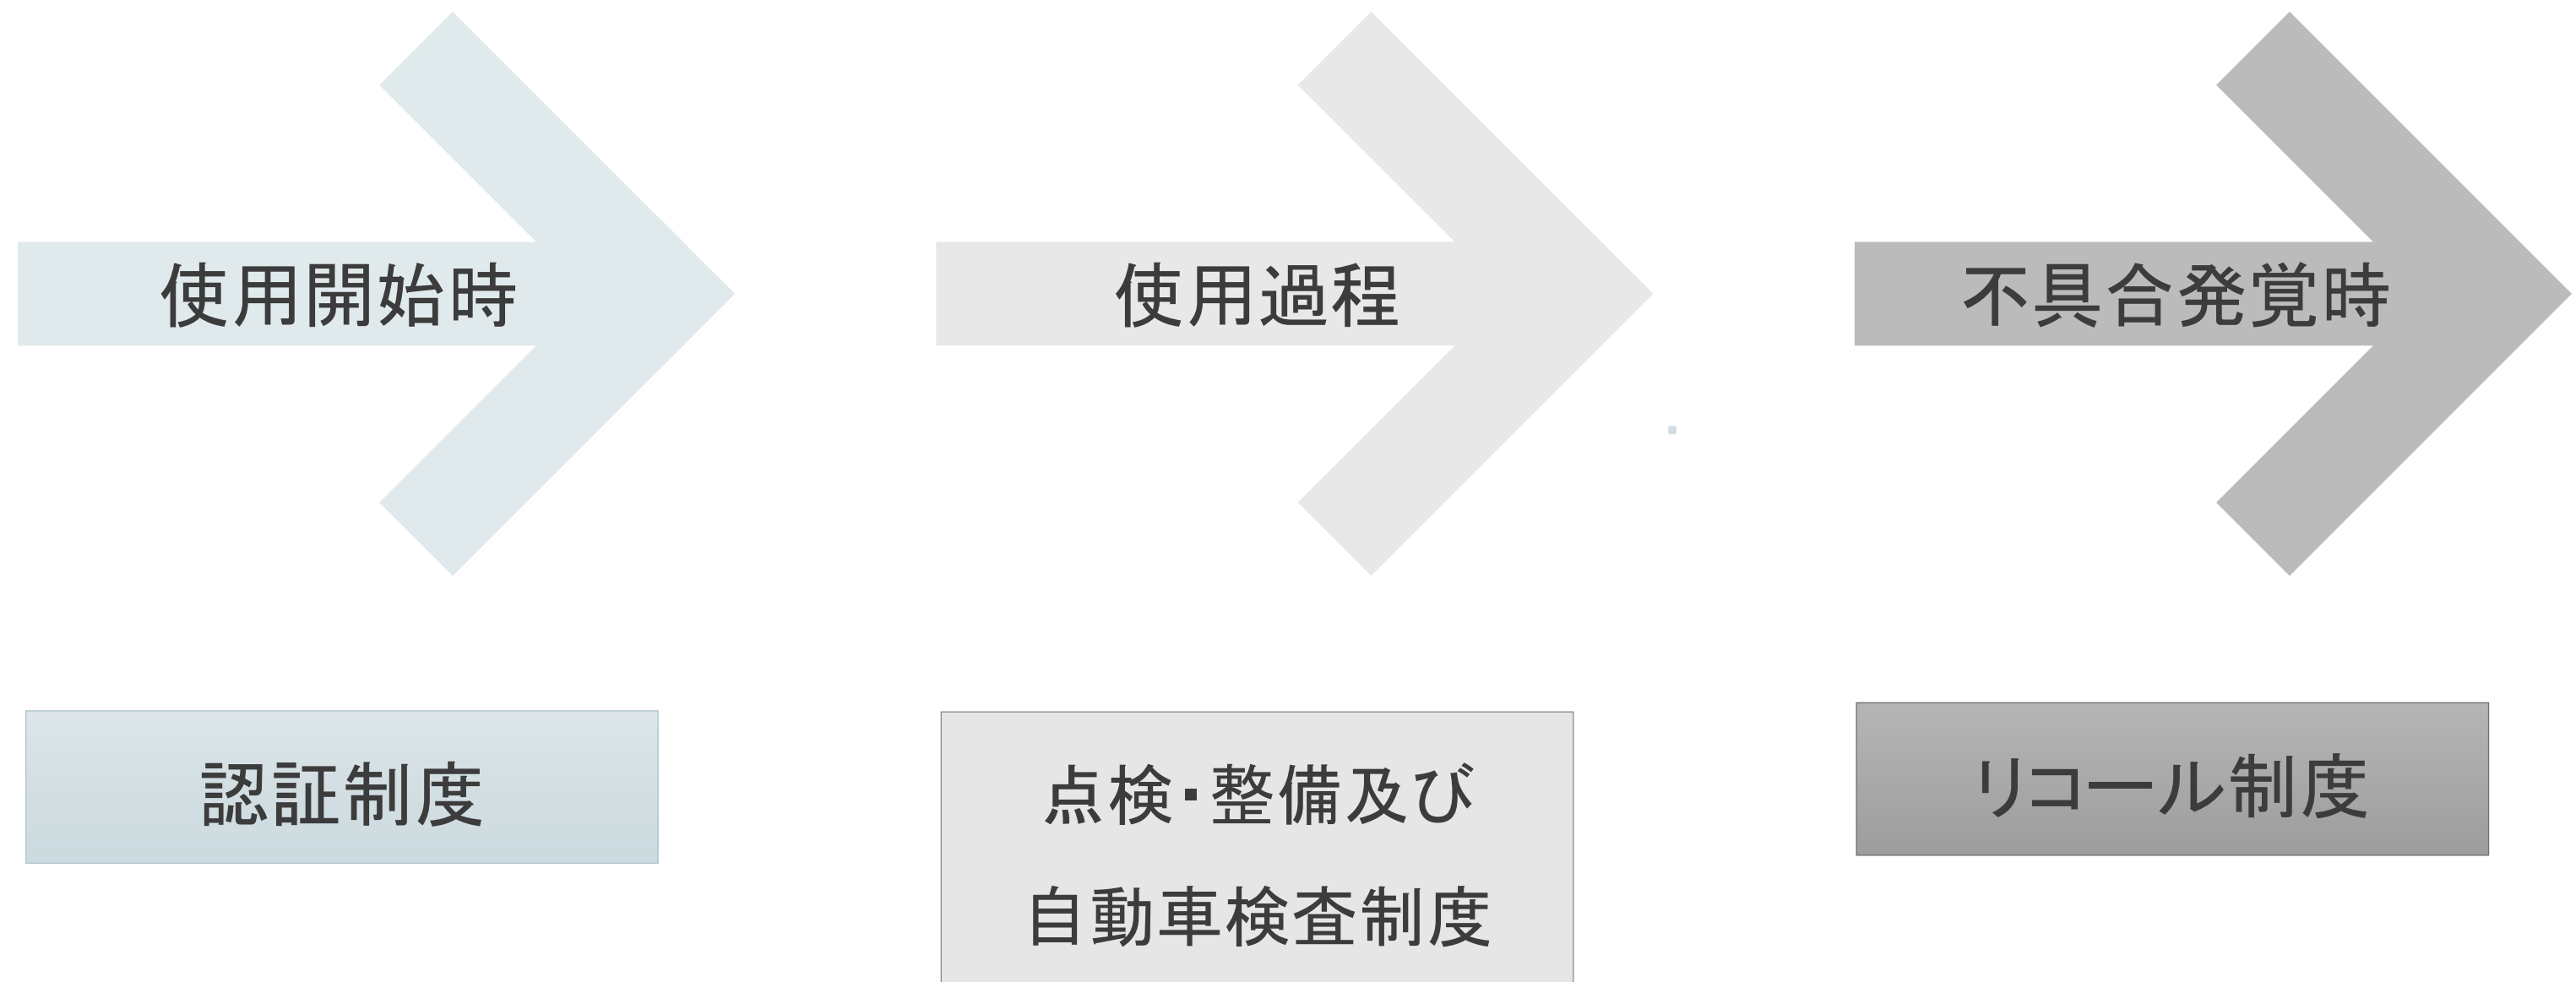 使用開始時
使用過程
不具合発覚時
認証制度
点検・整備及び
自動車検査制度
リコール制度